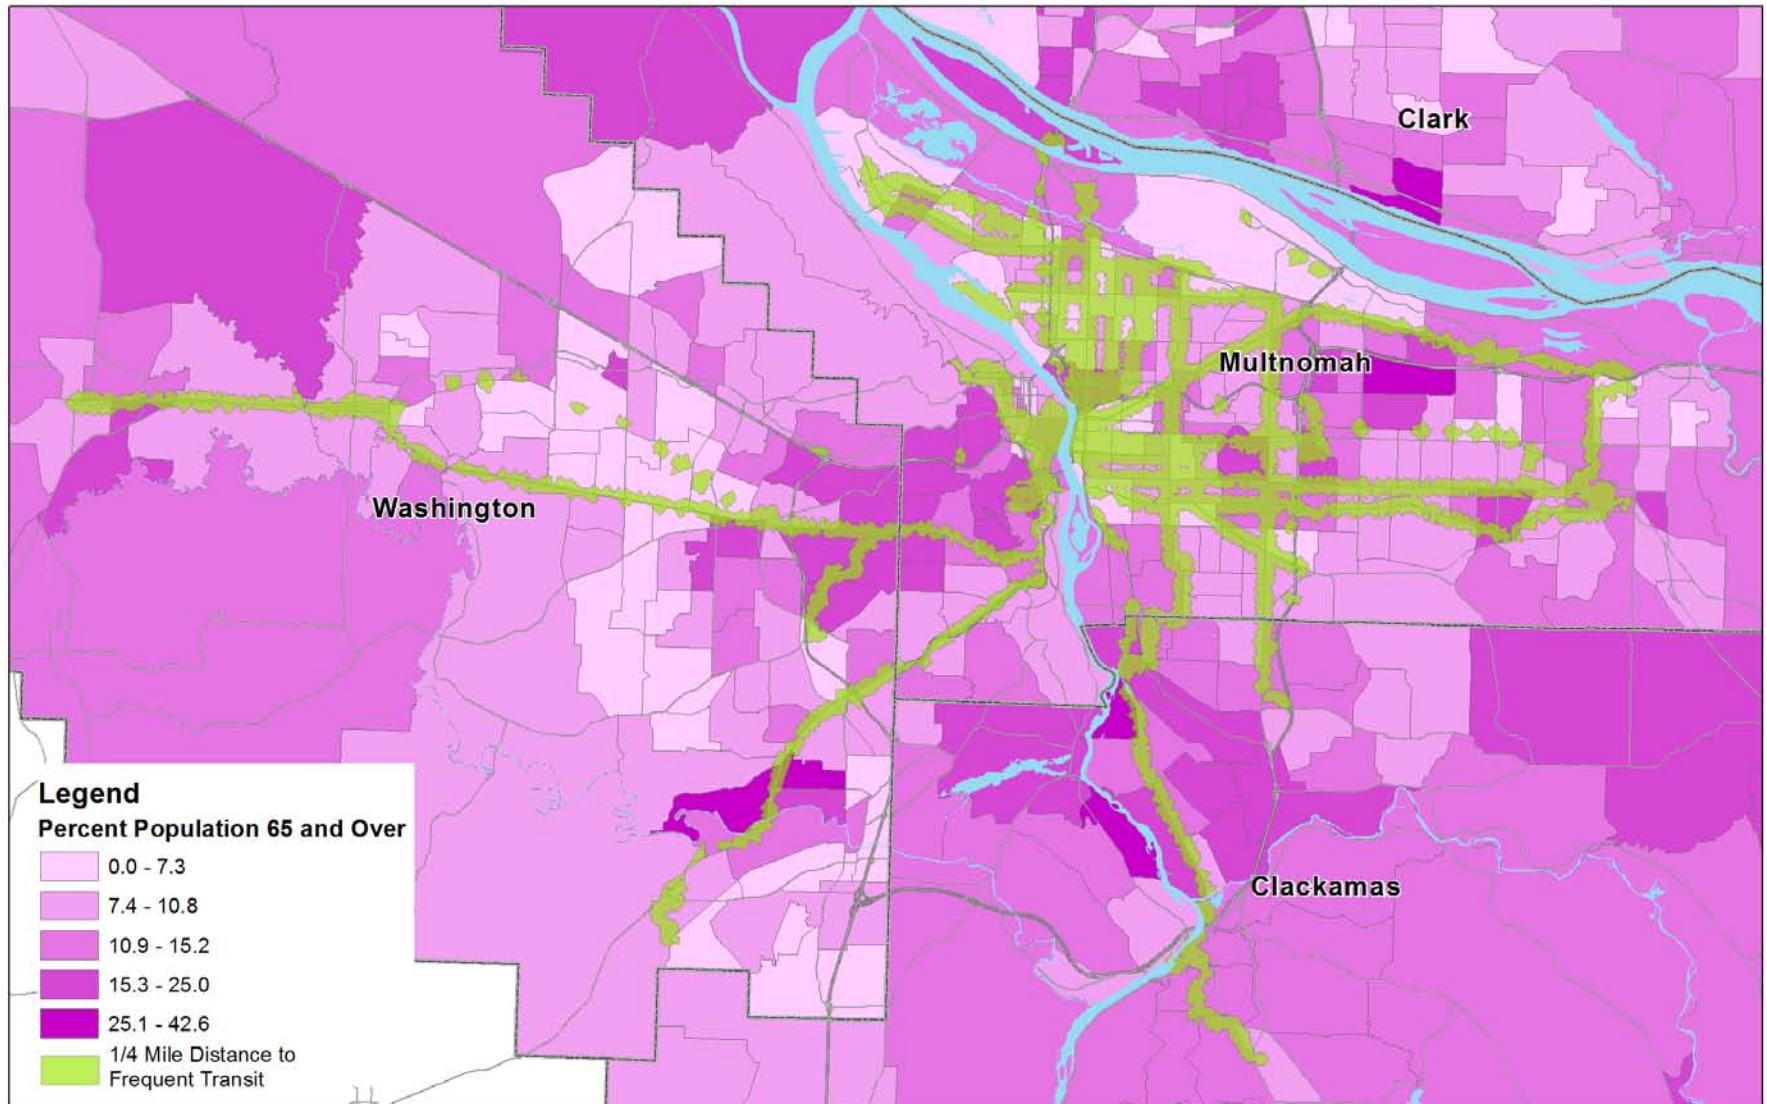 Clark
Multnomah
Washington
Clackamas
Legend
Percent Population 65 and Over
0.0 - 7.3
7.4 - 10.8
10.9 - 15.2
15.3 - 25.0
25.1 - 42.6
1/4 Mile Distance to
Frequent Transit